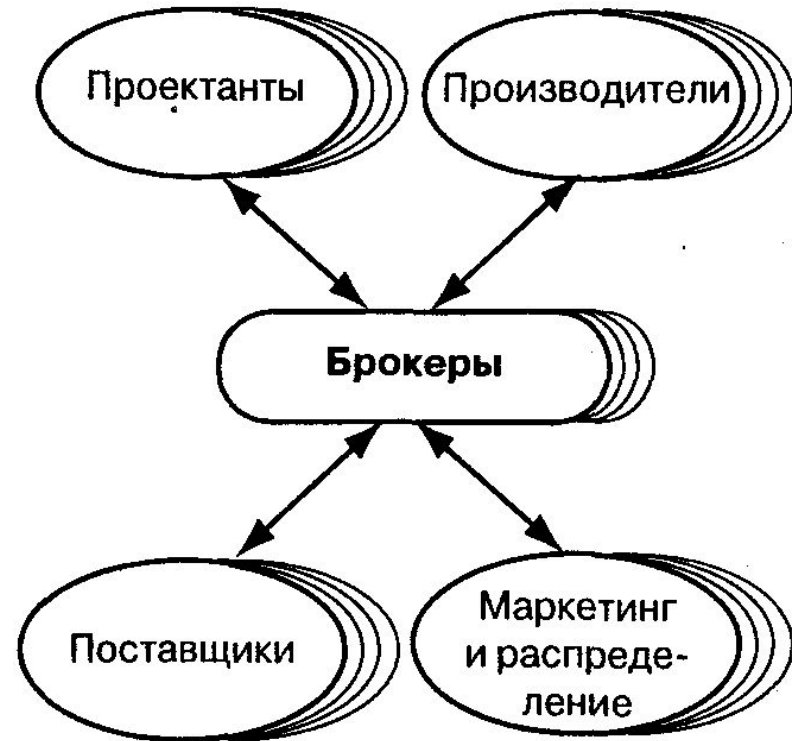 Проектанты
Производители
Брокеры
Поставщики
Маркетинг
и распреде-
ление